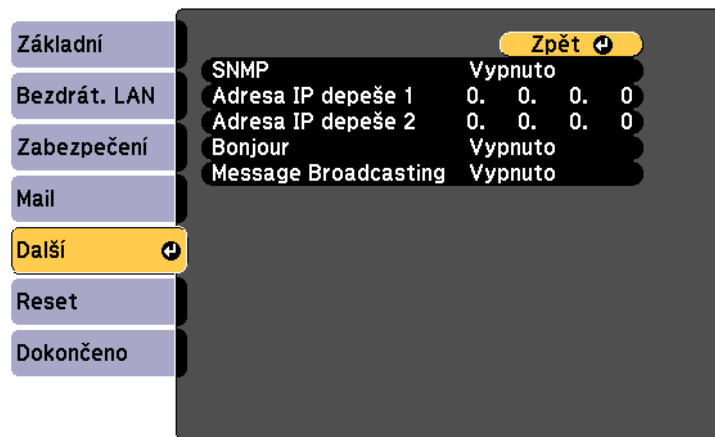 Základní
Bezdrát. LAN
Zabezpečení
Mail
Další
Reset
Dokončeno
Zpět
SNMP Vypnuto
Adresa IP depeše 1 0. 0. 0. 0
Adresa IP depeše 2 0. 0. 0. 0
Bonjour Vypnuto
Message Broadcasting Vypnuto